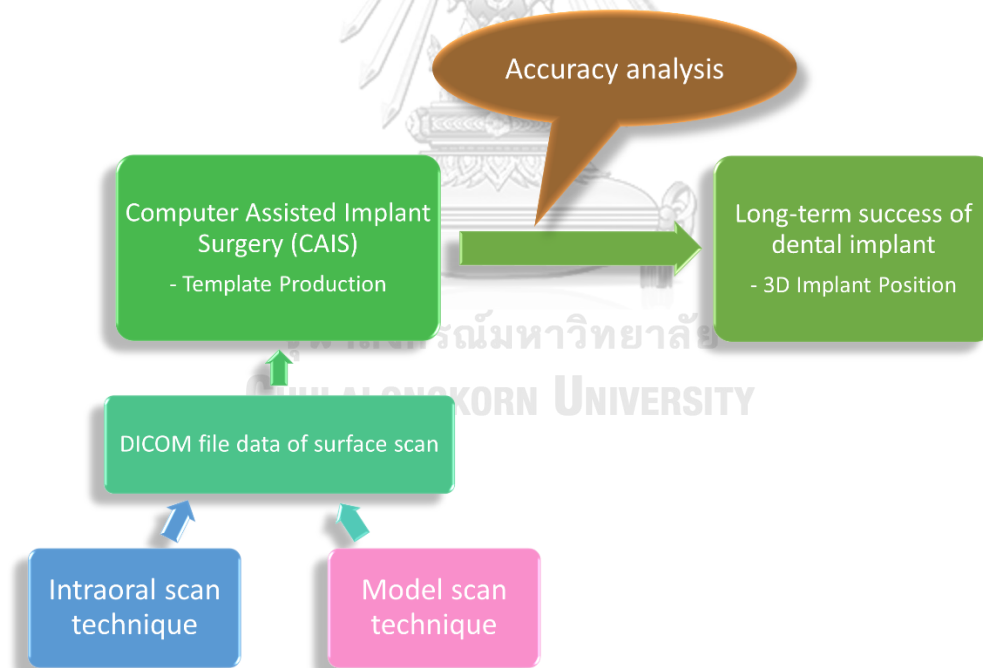 Accuracy analysis
Computer Assisted Implant
Surgery (CAIS)
- Template Production
Long-term success of
dental implant
- 3D Implant Position
จุฬาลงกรณ์มหาวิทยาลัย
CHULALONGKORN UNIVERSITY
DICOM file data of surface scan
Intraoral scan
technique
Model scan
technique